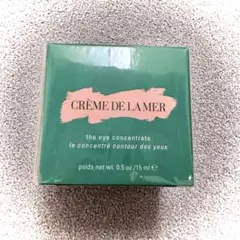 CRÈME DE LA MER
the eye concentrate
le concentré contour des yeux
poids net wt. 0.5 oz/15 ml ℮